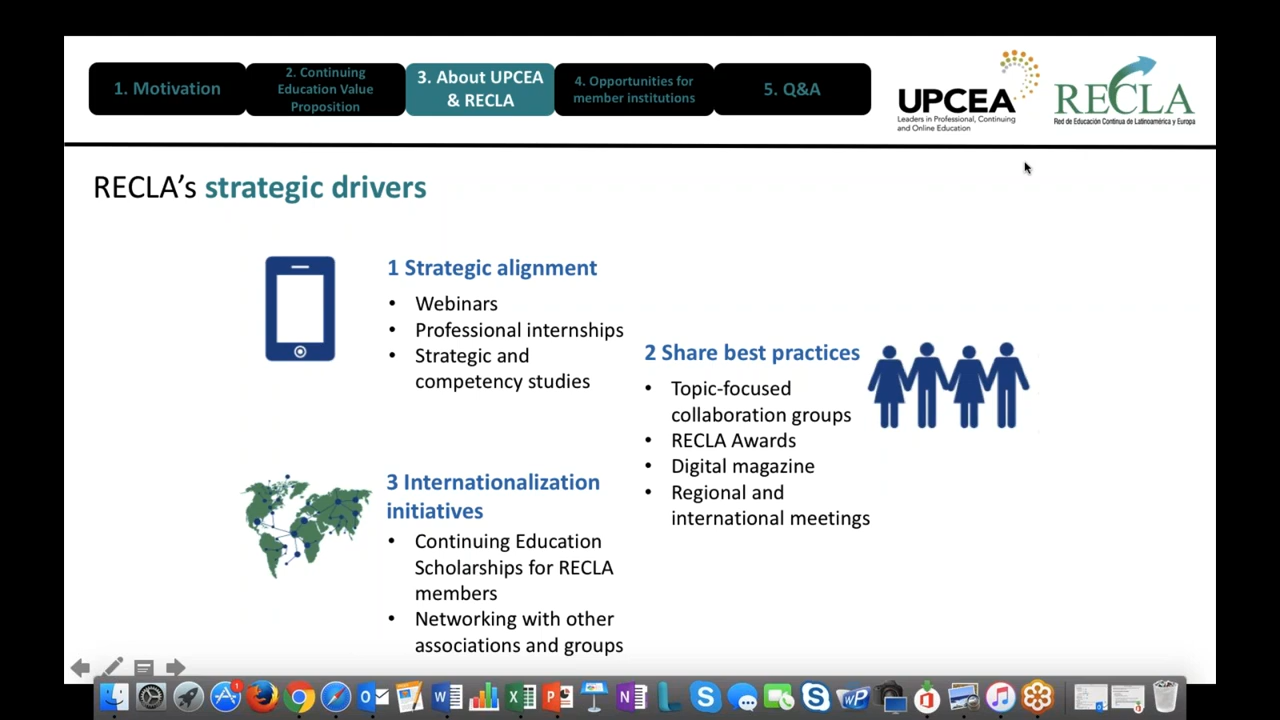 1. Motivation
2. Continuing
Education Value
Proposition
3. About UPCEA
& RECLA
4. Opportunities for
member institutions
5. Q&A
UPCEA
Leaders in Professional, Continuing
and Online Education
RECLA
Red de Educación Continua de Latinoamérica y Europa
RECLA’s strategic drivers
1 Strategic alignment
• Webinars
• Professional internships
• Strategic and
competency studies
2 Share best practices
• Topic-focused
collaboration groups
• RECLA Awards
• Digital magazine
• Regional and
international meetings
3 Internationalization
initiatives
• Continuing Education
Scholarships for RECLA
members
• Networking with other
associations and groups
1